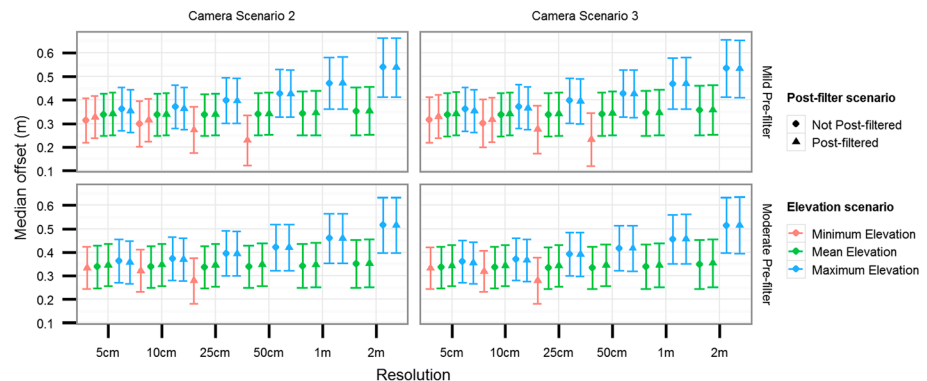 Camera Scenario 2
Camera Scenario 3
Median offset (m)
0.6
0.5
0.4
0.3
0.2
0.1
Mild Pre-filter
0.6
0.5
0.4
0.3
0.2
0.1
Moderate Pre-filter
5cm 10cm 25cm 50cm 1m 2m
5cm 10cm 25cm 50cm 1m 2m
Resolution
Post-filter scenario
Not Post-filtered
Post-filtered
Elevation scenario
Minimum Elevation
Mean Elevation
Maximum Elevation